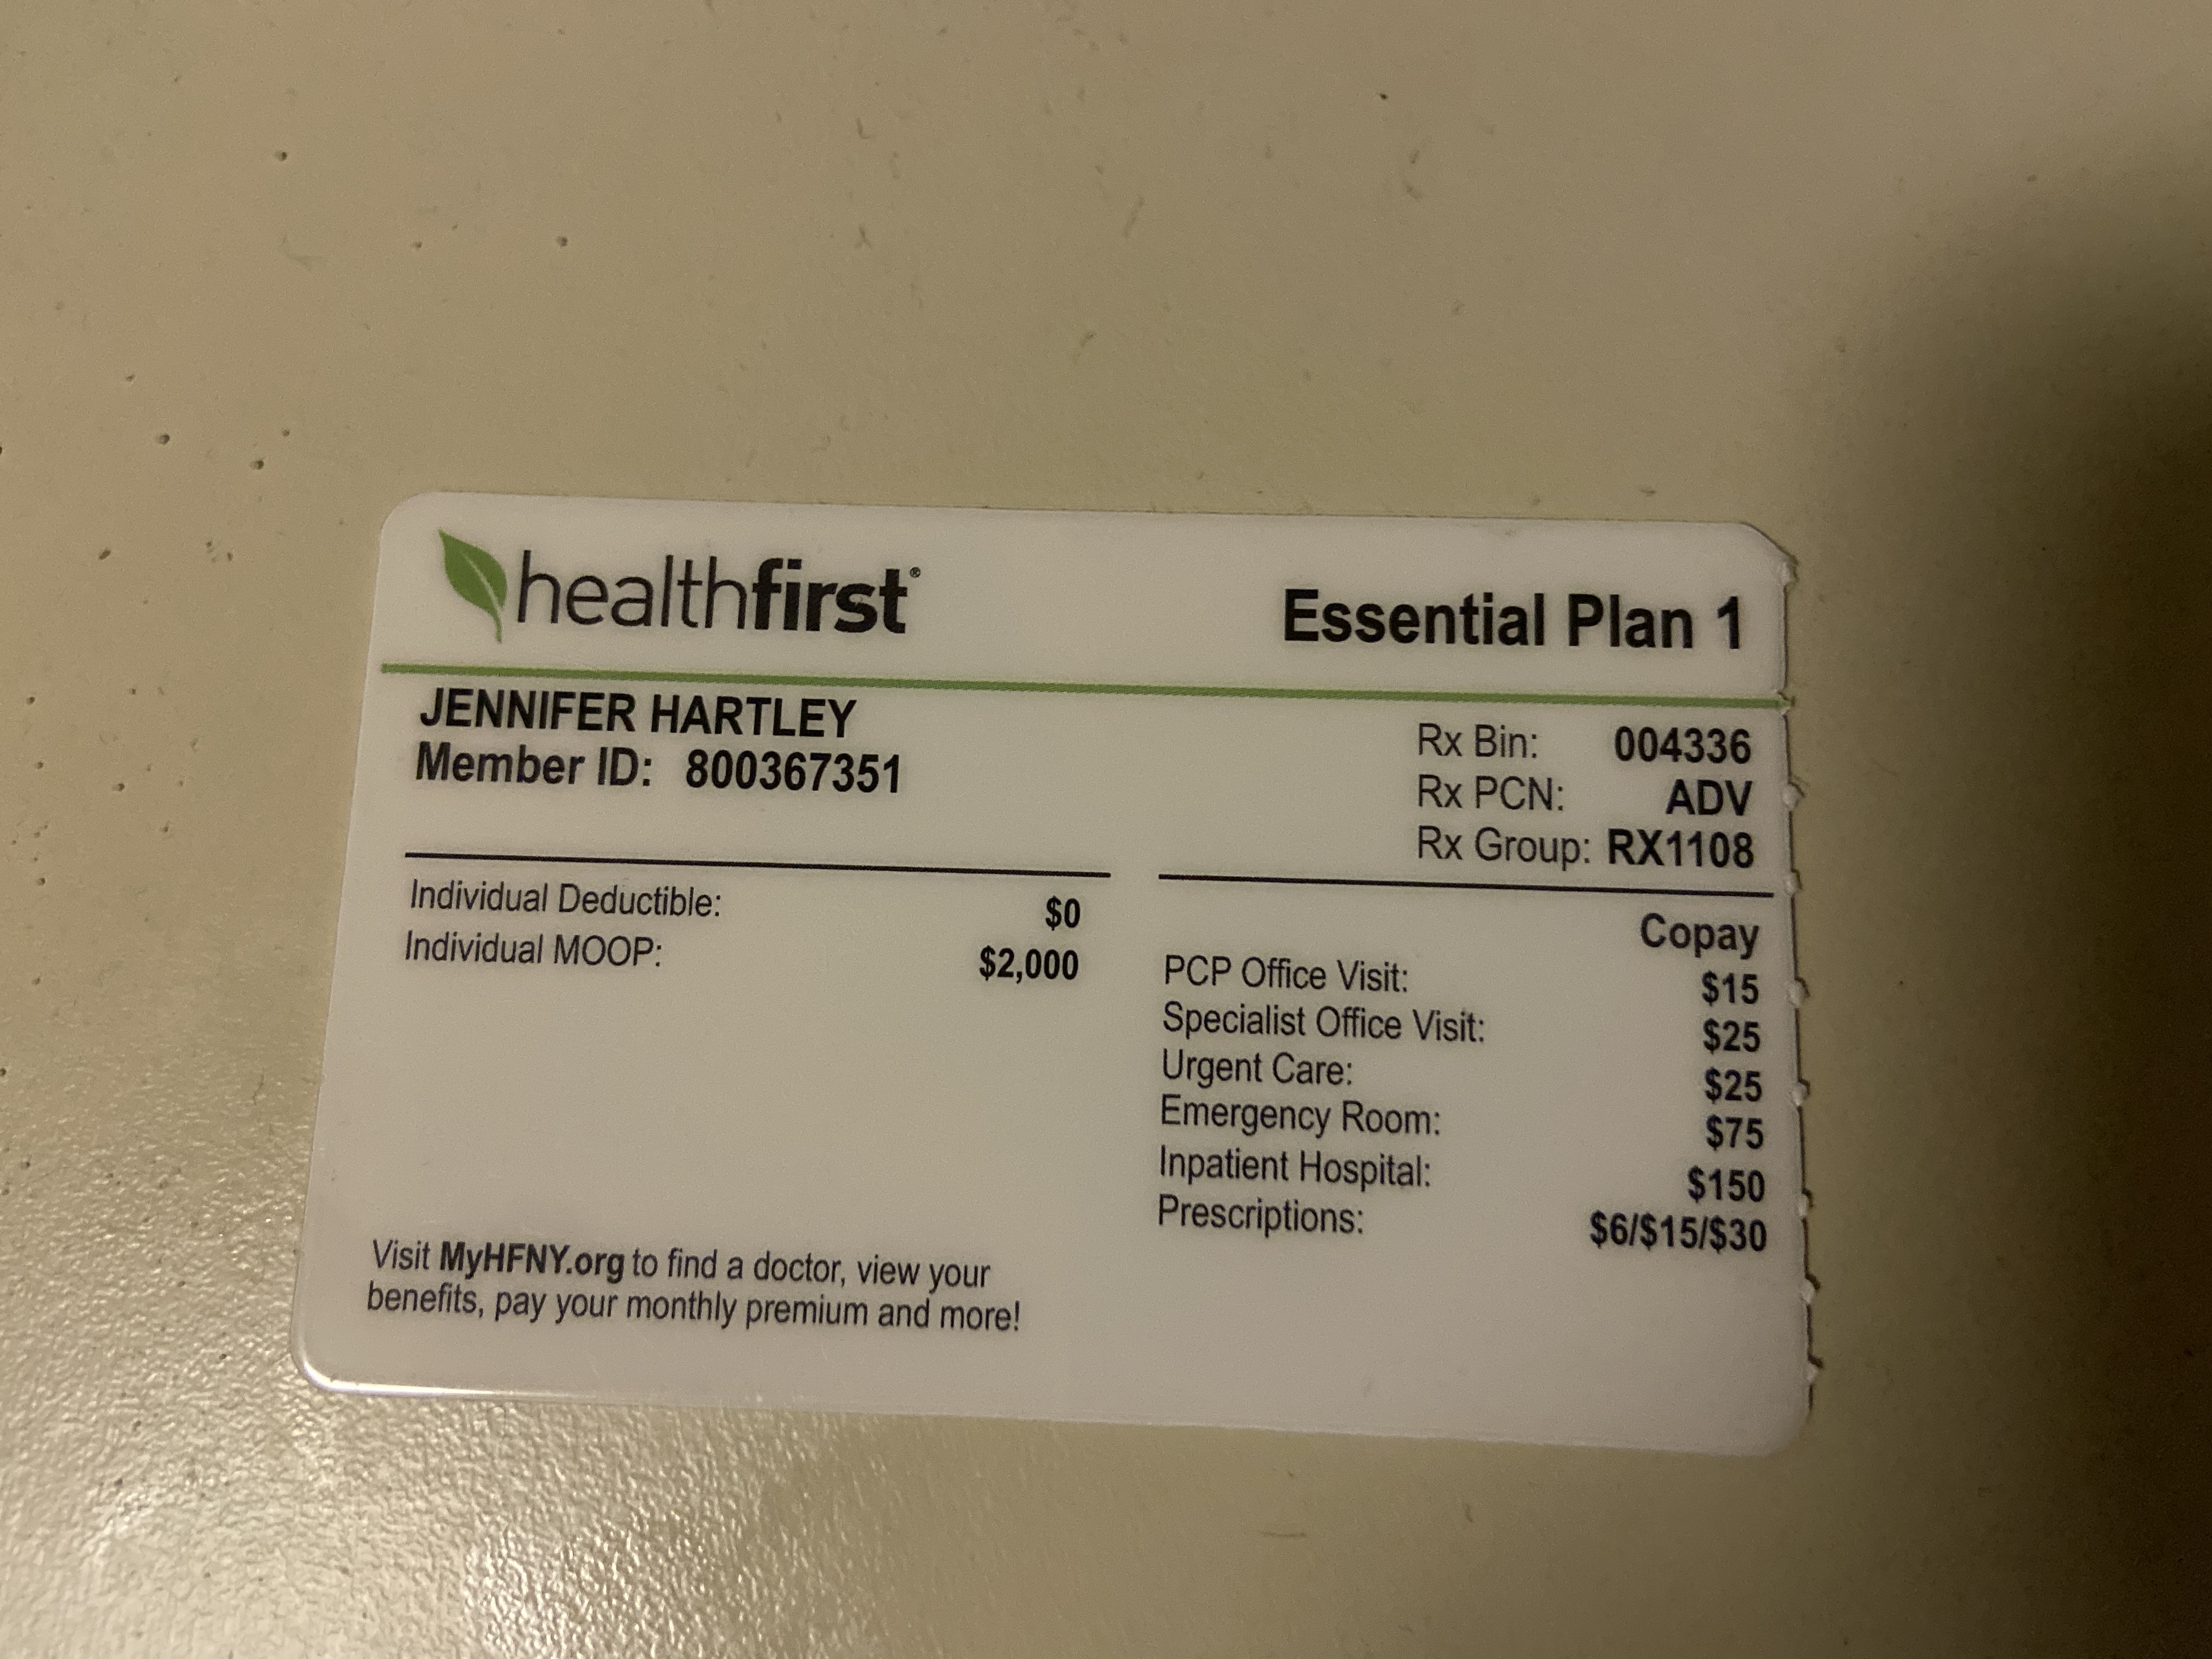 healthfirst®
Essential Plan 1
JENNIFER HARTLEY
Member ID: 800367351
Rx Bin: 004336
Rx PCN: ADV
Rx Group: RX1108
Individual Deductible: $0
Individual MOOP: $2,000
Copay
PCP Office Visit: $15
Specialist Office Visit: $25
Urgent Care: $25
Emergency Room: $75
Inpatient Hospital: $150
Prescriptions: $6/$15/$30
Visit MyHFNY.org to find a doctor, view your
benefits, pay your monthly premium and more!